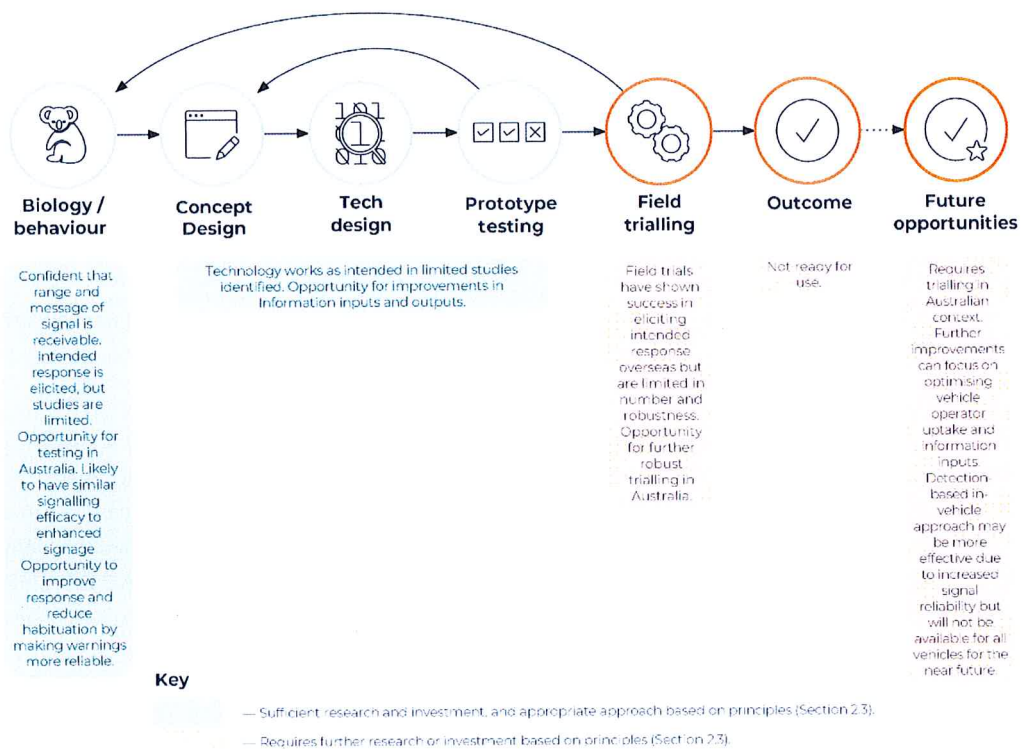 Biology /
behaviour
Concept
Design
Tech
design
Prototype
testing
Field
trialling
Outcome
Future
opportunities
Confident that
range and
message of
signal is
receivable.
Intended
response is
elicited, but
studies are
limited.
Opportunity for
testing in
Australia. Likely
to have similar
signalling
efficacy to
enhanced
signage
Opportunity to
improve
response and
reduce
habituation by
making warnings
more reliable.
Technology works as intended in limited studies
identified. Opportunity for improvements in
Information inputs and outputs.
Field trials
have shown
success in
eliciting
intended
response
overseas but
are limited in
number and
robustness.
Opportunity
for further
robust
trialling in
Australia.
Not ready for
use.
Requires
trialling in
Australian
context.
Further
improvements
can focus on
optimising
vehicle
operator
uptake and
information
inputs
Detection
based in-
vehicle
approach may
be more
effective due
to increased
signal
reliability but
will not be
available for all
vehicles for the
near future.
Key
— Sufficient research and investment, and appropriate approach based on principles (Section 2.3).
— Requires further research or investment based on principles (Section 2.3).